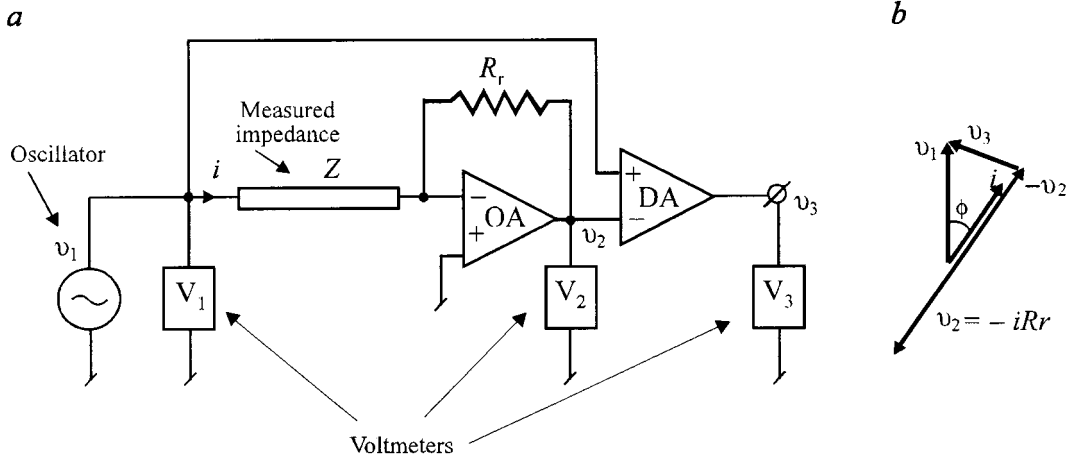 a
b
R_r
Measured
impedance
Oscillator
i
Z
υ_1
− OA +
υ_2
+ DA −
υ_3
V_1
V_2
V_3
Voltmeters
υ_1
υ_3
i
−υ_2
ϕ
υ_2 = − iRr